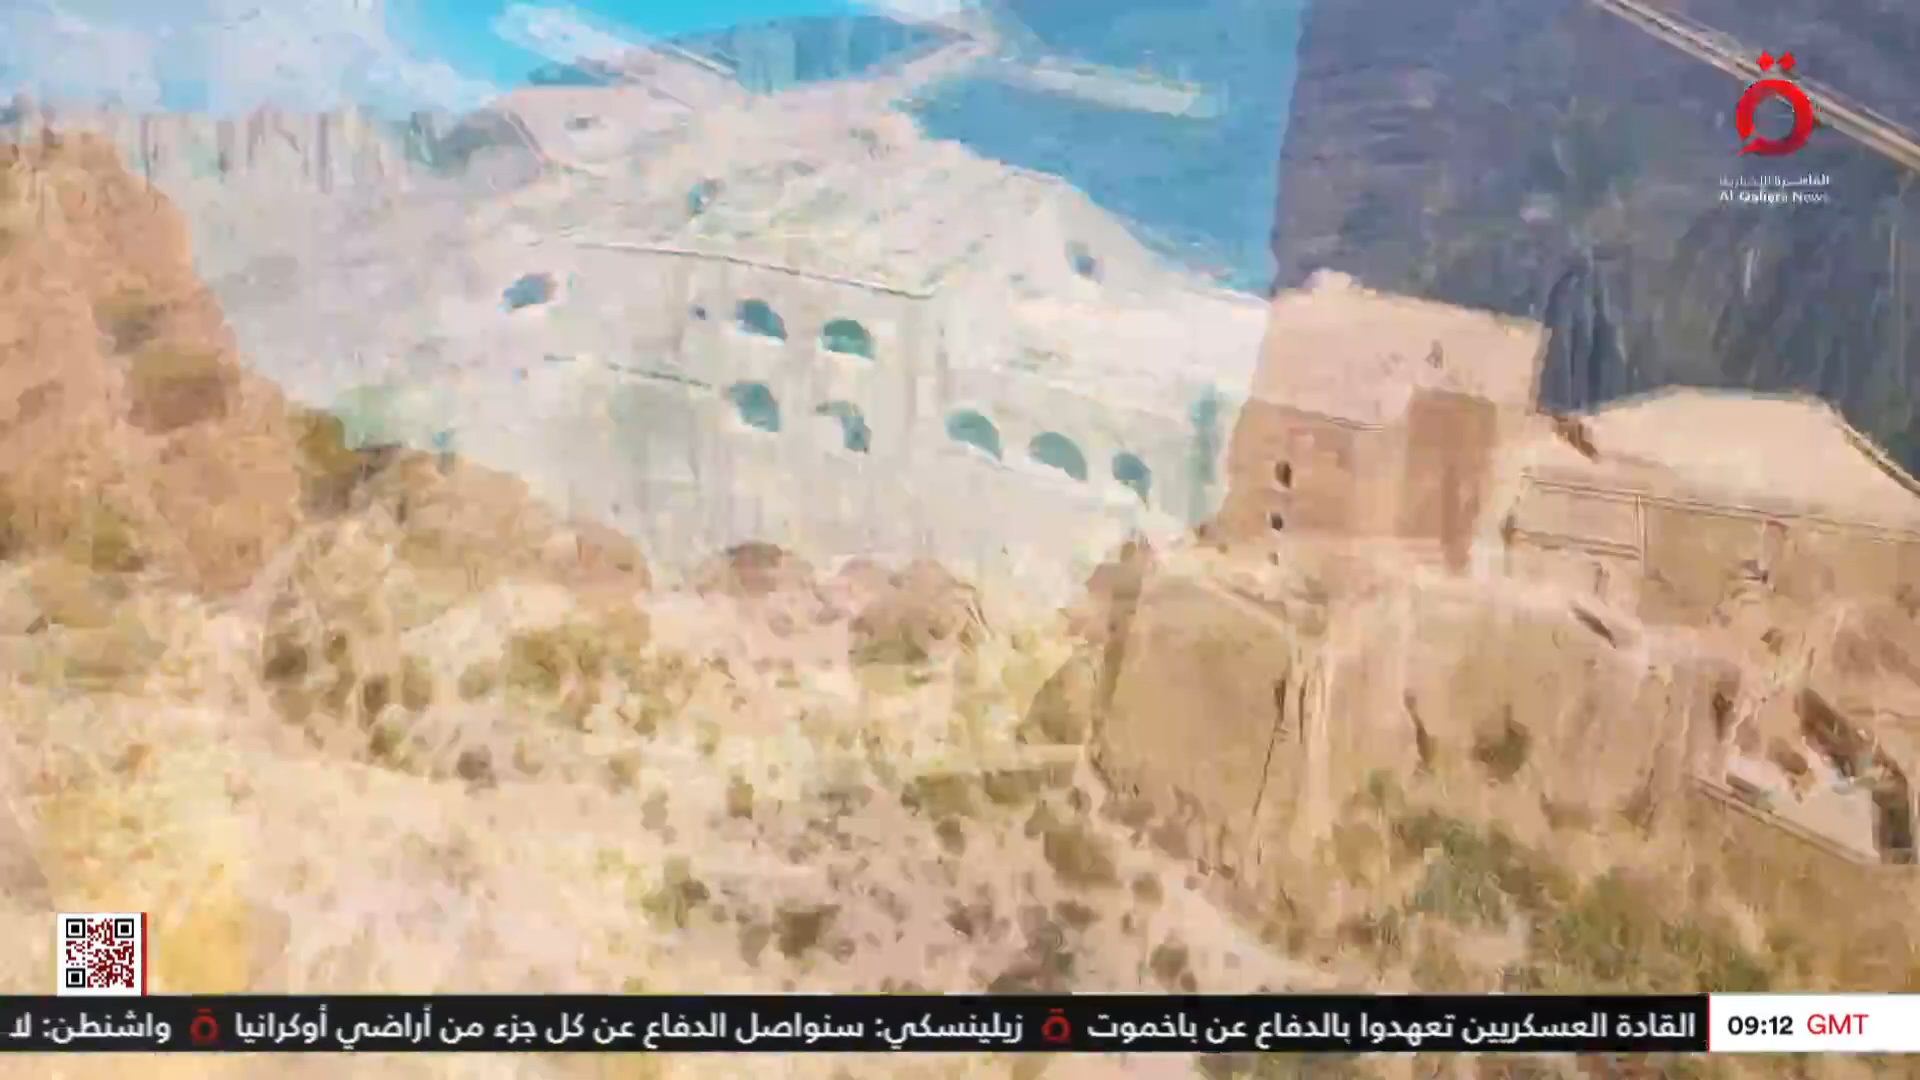 القاهرة الإخبارية
Al Qahera News
القادة العسكريين تعهدوا بالدفاع عن باخموت زيلينسكي: سنواصل الدفاع عن كل جزء من أراضي أوكرانيا واشنطن: لا
09:12 GMT